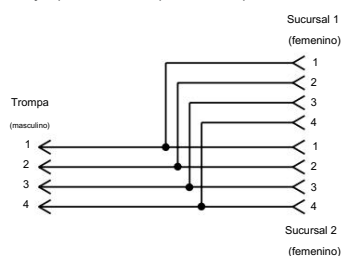 Sucursal 1
(femenino)
1
2
3
4
Trompa
(masculino)
1
2
3
4
1
2
3
4
Sucursal 2
(femenino)